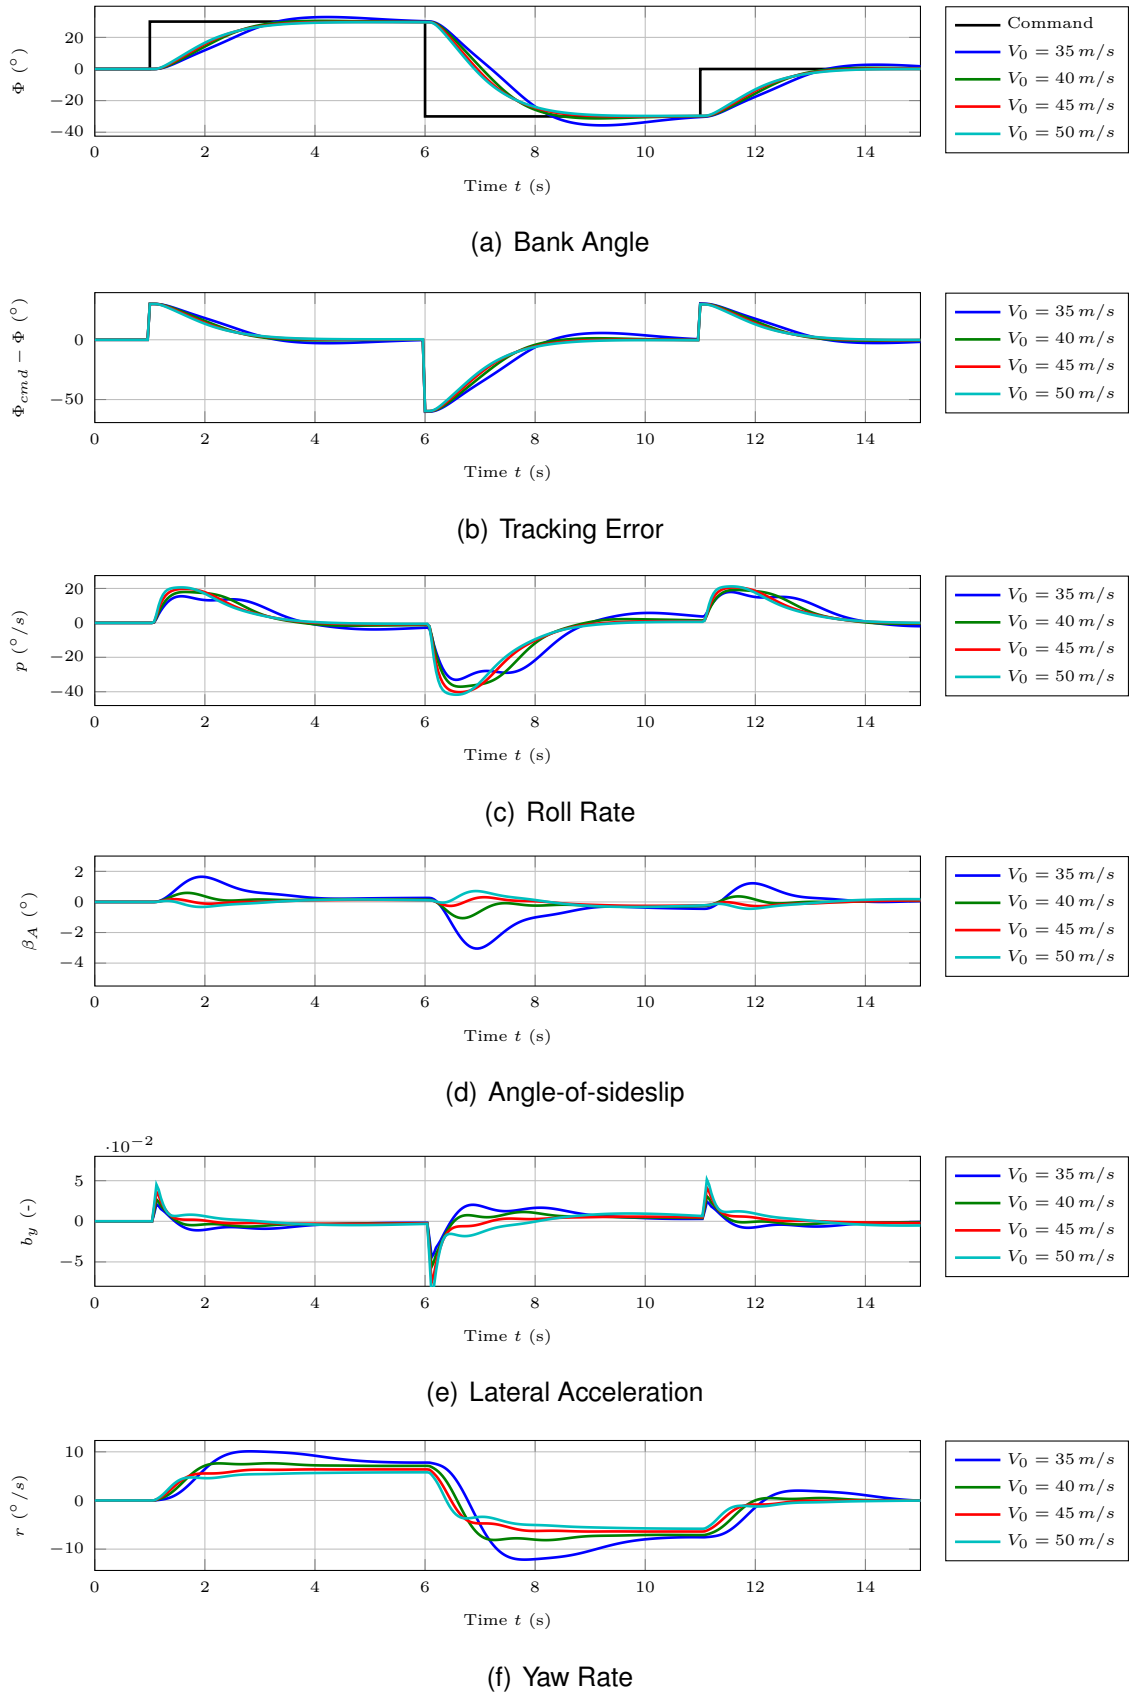 20
0
−20
−40
Φ (°)
0 2 4 6 8 10 12 14
Time t (s)
Command
V0 = 35 m/s
V0 = 40 m/s
V0 = 45 m/s
V0 = 50 m/s
(a) Bank Angle
0
−50
Φcmd − Φ (°)
0 2 4 6 8 10 12 14
Time t (s)
V0 = 35 m/s
V0 = 40 m/s
V0 = 45 m/s
V0 = 50 m/s
(b) Tracking Error
20
0
−20
−40
p (°/s)
0 2 4 6 8 10 12 14
Time t (s)
V0 = 35 m/s
V0 = 40 m/s
V0 = 45 m/s
V0 = 50 m/s
(c) Roll Rate
2
0
−2
−4
βA (°)
0 2 4 6 8 10 12 14
Time t (s)
V0 = 35 m/s
V0 = 40 m/s
V0 = 45 m/s
V0 = 50 m/s
(d) Angle-of-sideslip
·10−2
5
0
−5
by (-)
0 2 4 6 8 10 12 14
Time t (s)
V0 = 35 m/s
V0 = 40 m/s
V0 = 45 m/s
V0 = 50 m/s
(e) Lateral Acceleration
10
0
−10
r (°/s)
0 2 4 6 8 10 12 14
Time t (s)
V0 = 35 m/s
V0 = 40 m/s
V0 = 45 m/s
V0 = 50 m/s
(f) Yaw Rate